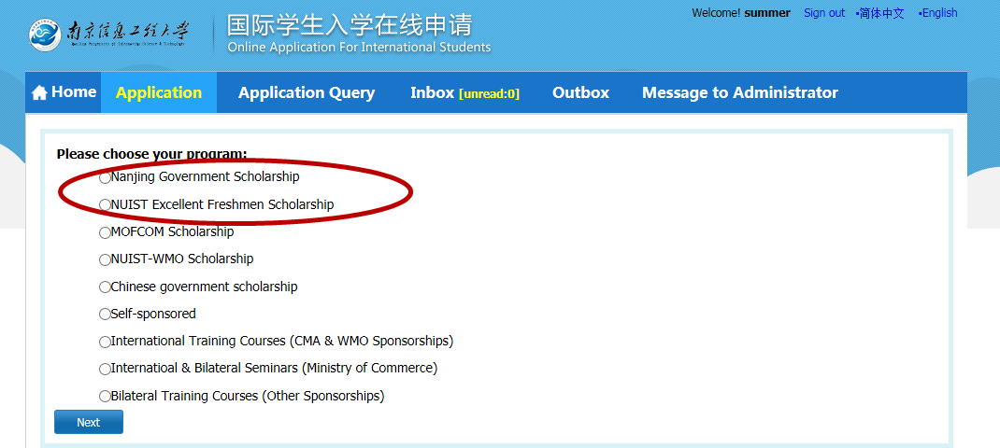 Welcome! summer Sign out •简体中文 •English
南京信息工程大学
国际学生入学在线申请
Online Application For International Students
Home Application Application Query Inbox [unread:0] Outbox Message to Administrator
Please choose your program:
Nanjing Government Scholarship
NUIST Excellent Freshmen Scholarship
MOFCOM Scholarship
NUIST-WMO Scholarship
Chinese government scholarship
Self-sponsored
International Training Courses (CMA & WMO Sponsorships)
Internatioal & Bilateral Seminars (Ministry of Commerce)
Bilateral Training Courses (Other Sponsorships)
Next